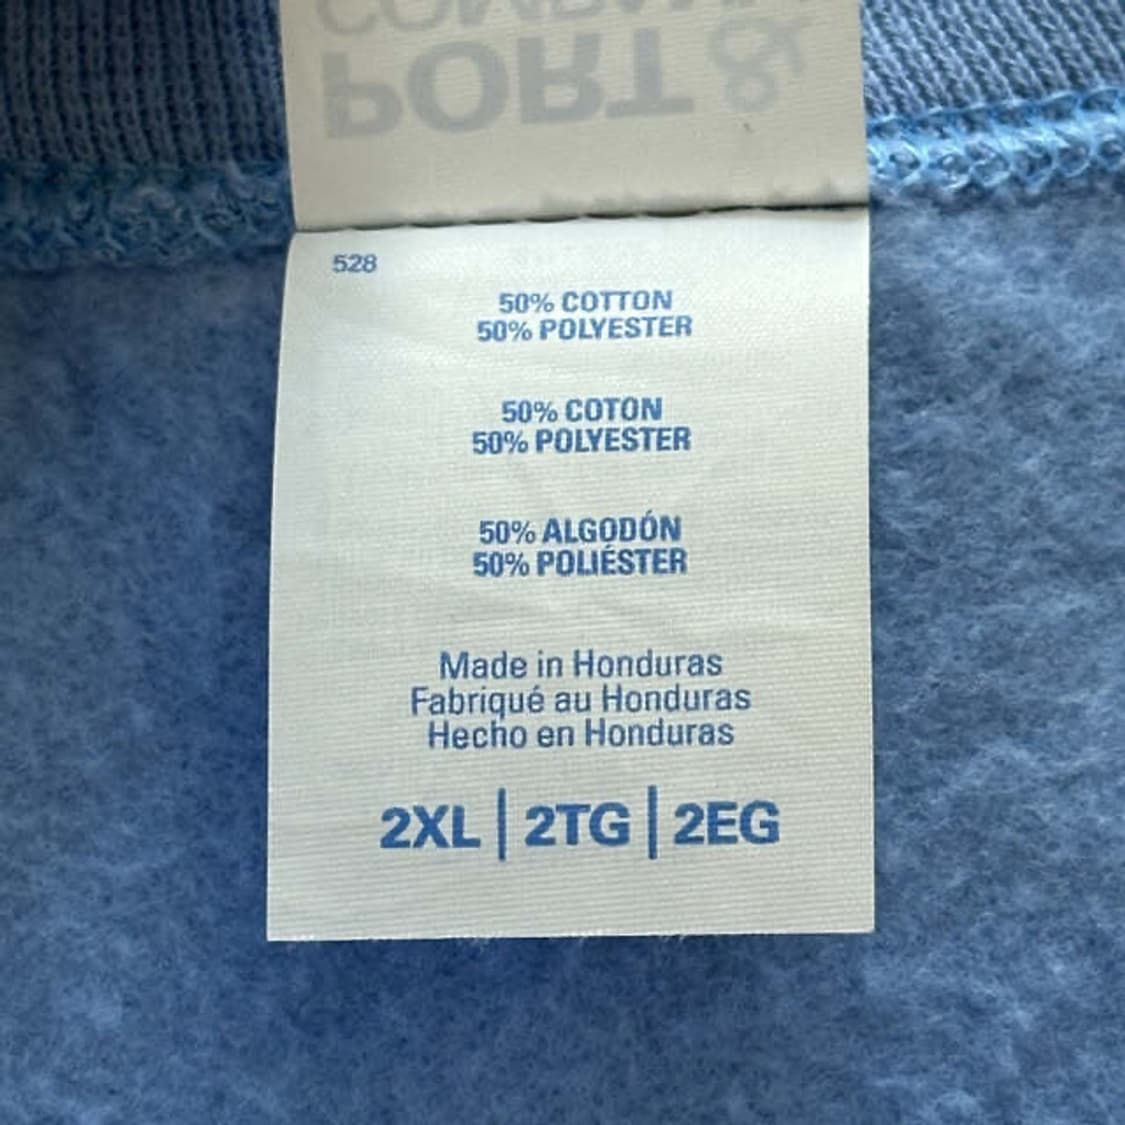 COMPANY
PORT &
528
50% COTTON
50% POLYESTER
50% COTON
50% POLYESTER
50% ALGODÓN
50% POLIÉSTER
Made in Honduras
Fabriqué au Honduras
Hecho en Honduras
2XL | 2TG | 2EG